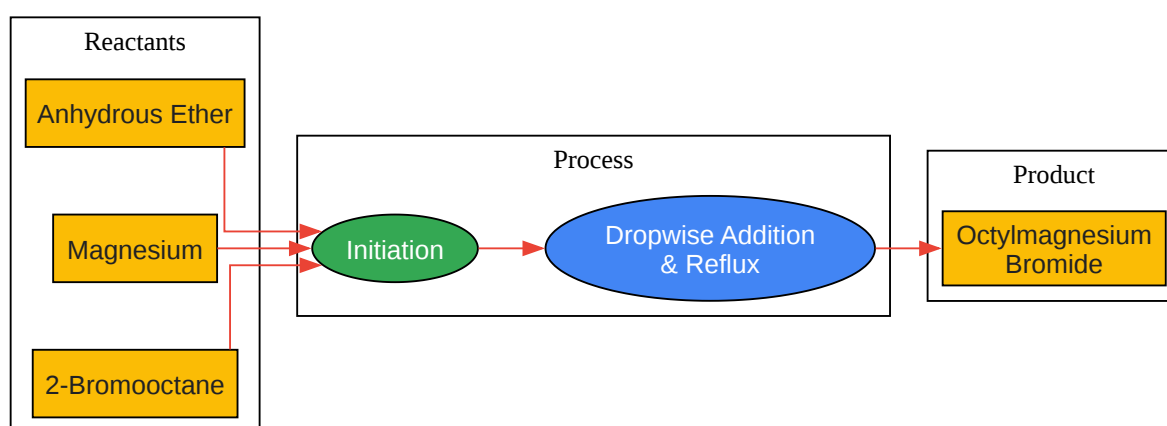 Reactants
Anhydrous Ether
Magnesium
2-Bromooctane
Process
Initiation
Dropwise Addition
& Reflux
Product
Octylmagnesium
Bromide